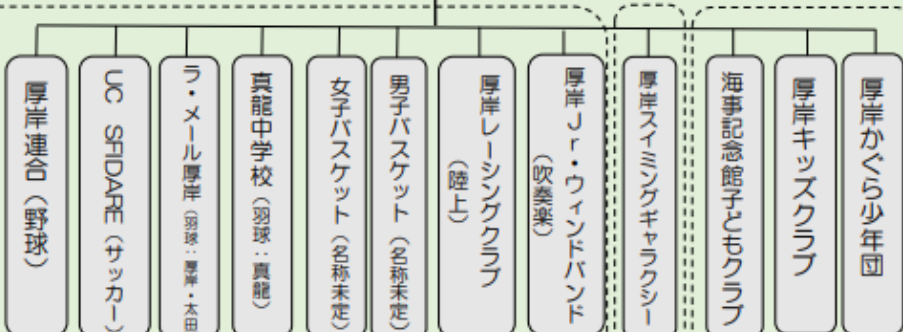 厚岸連合（野球）
UC SFIDARE（サッカー）
ラ・メール厚岸（羽球：厚岸・太田
真龍中学校（羽球：真龍）
女子バスケット（名称未定）
男子バスケット（名称未定）
厚岸レーシングクラブ
（陸上）
厚岸Jr・ウィンドバンド
（吹奏楽）
厚岸スイミングギャラクシー
海事記念館子どもクラブ
厚岸キッズクラブ
厚岸かぐら少年団